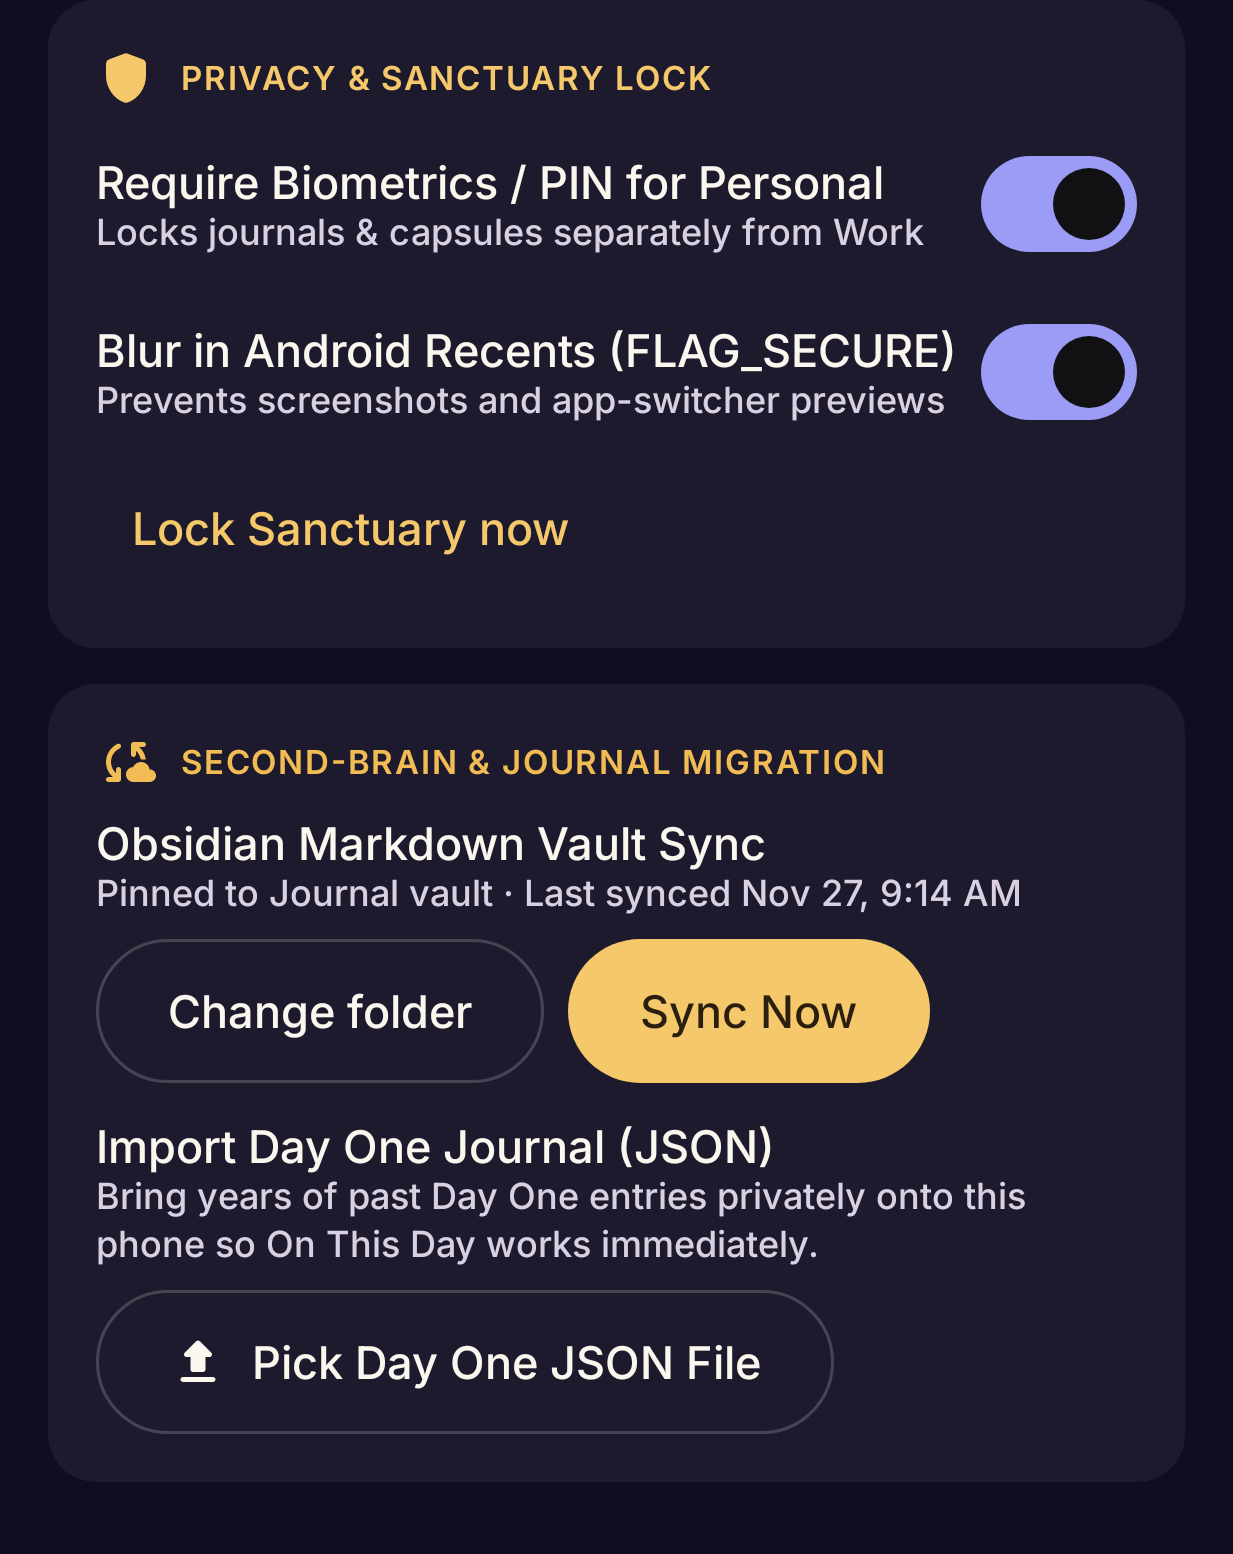 PRIVACY & SANCTUARY LOCK
Require Biometrics / PIN for Personal
Locks journals & capsules separately from Work
Blur in Android Recents (FLAG_SECURE)
Prevents screenshots and app-switcher previews
Lock Sanctuary now
SECOND-BRAIN & JOURNAL MIGRATION
Obsidian Markdown Vault Sync
Pinned to Journal vault · Last synced Nov 27, 9:14 AM
Change folder
Sync Now
Import Day One Journal (JSON)
Bring years of past Day One entries privately onto this
phone so On This Day works immediately.
Pick Day One JSON File